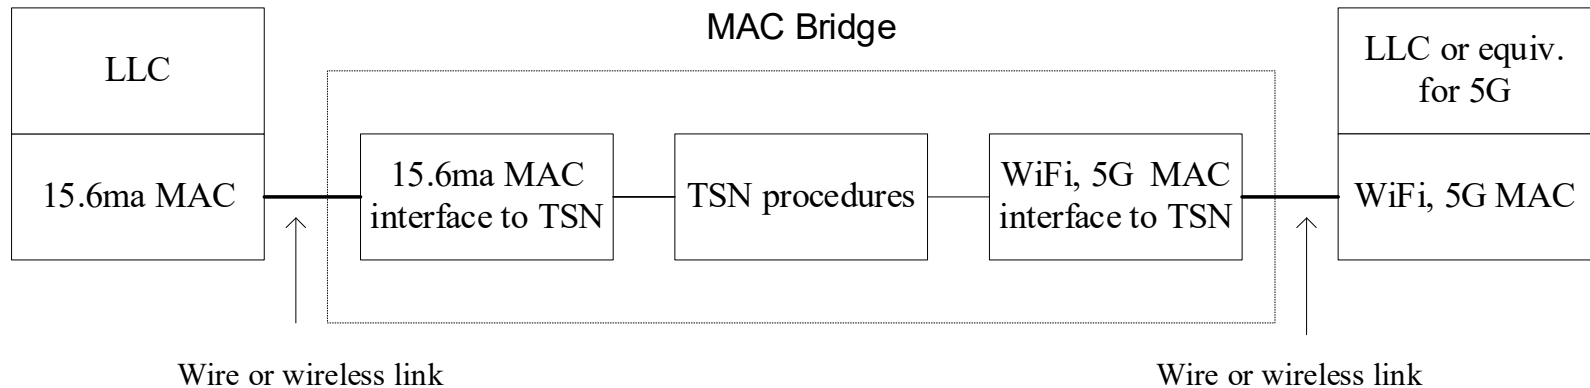 MAC Bridge
LLC
15.6ma MAC
15.6ma MAC
interface to TSN
TSN procedures
WiFi, 5G MAC
interface to TSN
LLC or equiv.
for 5G
WiFi, 5G MAC
Wire or wireless link
Wire or wireless link